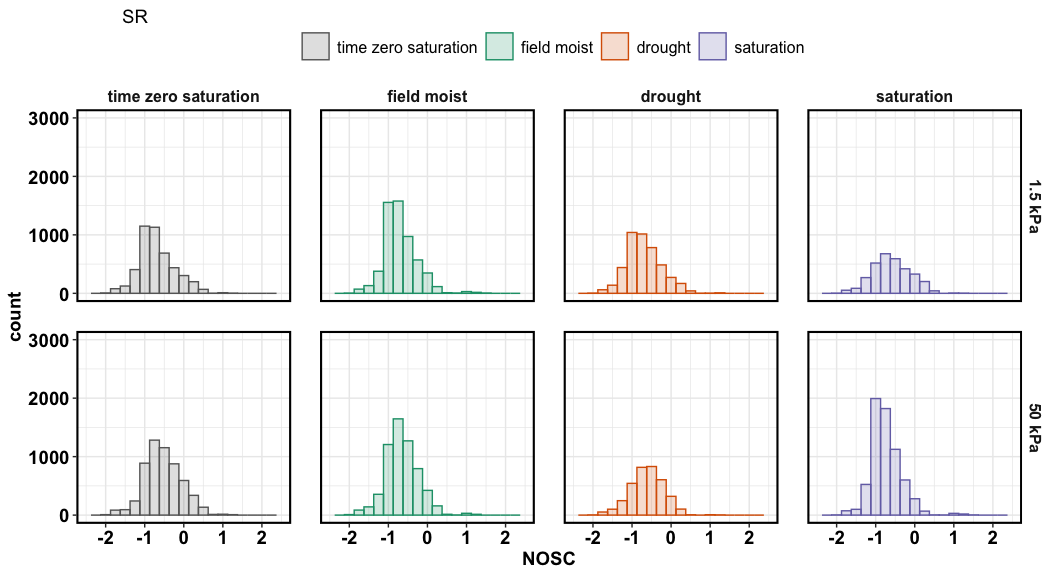 SR
time zero saturation field moist drought saturation
time zero saturation field moist drought saturation
3000
2000
1000
0
1.5 kPa
count
3000
2000
1000
0
50 kPa
-2 -1 0 1 2 -2 -1 0 1 2 -2 -1 0 1 2 -2 -1 0 1 2
NOSC